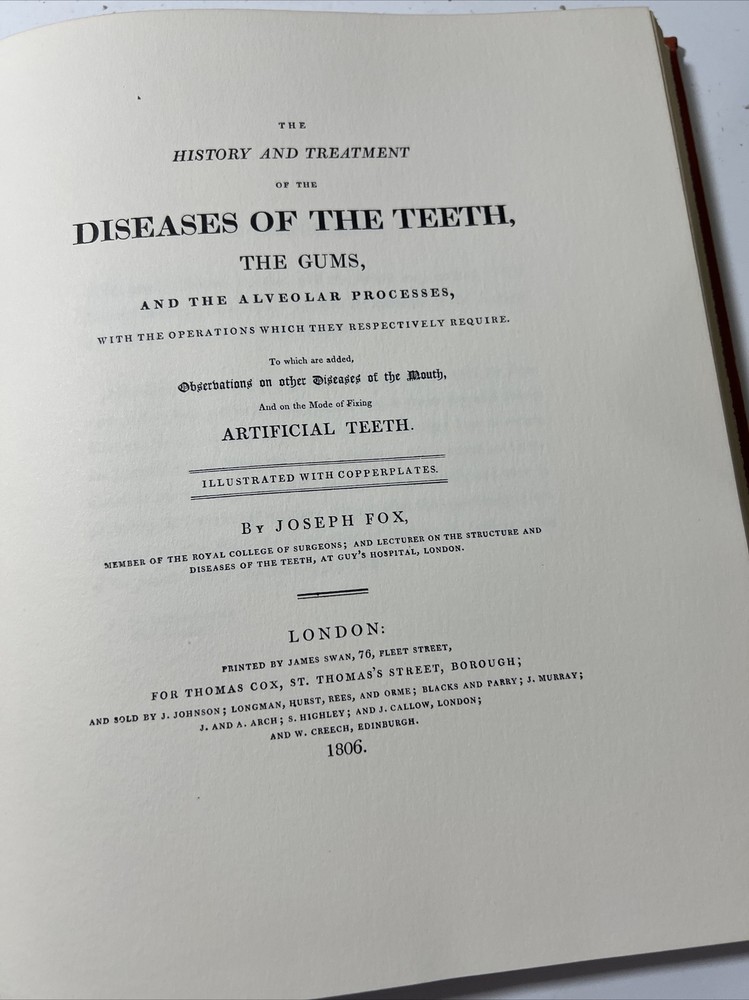 THE
HISTORY AND TREATMENT
OF THE
DISEASES OF THE TEETH,
THE GUMS,
AND THE ALVEOLAR PROCESSES,
WITH THE OPERATIONS WHICH THEY RESPECTIVELY REQUIRE.
To which are added,
Observations on other Diseases of the Mouth,
And on the Mode of Fixing
ARTIFICIAL TEETH.
ILLUSTRATED WITH COPPERPLATES.
BY JOSEPH FOX,
MEMBER OF THE ROYAL COLLEGE OF SURGEONS; AND LECTURER ON THE STRUCTURE AND
DISEASES OF THE TEETH, AT GUY'S HOSPITAL, LONDON.
LONDON:
PRINTED BY JAMES SWAN, 76, FLEET STREET,
FOR THOMAS COX, ST. THOMAS'S STREET, BOROUGH;
AND SOLD BY J. JOHNSON; LONGMAN, HURST, REES, AND ORME; BLACKS AND PARRY; J. MURRAY;
J. AND A. ARCH; S. HIGHLEY; AND J. CALLOW, LONDON;
AND W. CREECH, EDINBURGH.
1806.